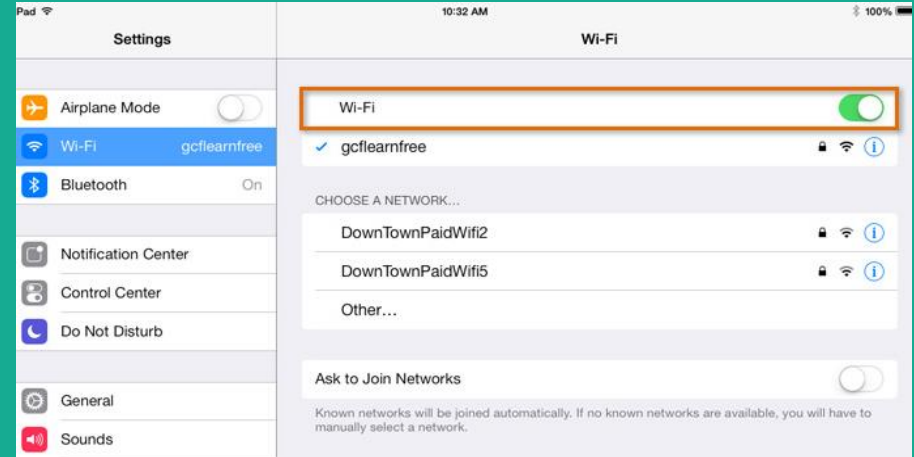 Pad 10:32 AM 100%
Settings
Wi-Fi
Airplane Mode
Wi-Fi gcflearnfree
Bluetooth On
Notification Center
Control Center
Do Not Disturb
General
Sounds
Wi-Fi
gcflearnfree
CHOOSE A NETWORK...
DownTownPaidWifi2
DownTownPaidWifi5
Other...
Ask to Join Networks
Known networks will be joined automatically. If no known networks are available, you will have to
manually select a network.